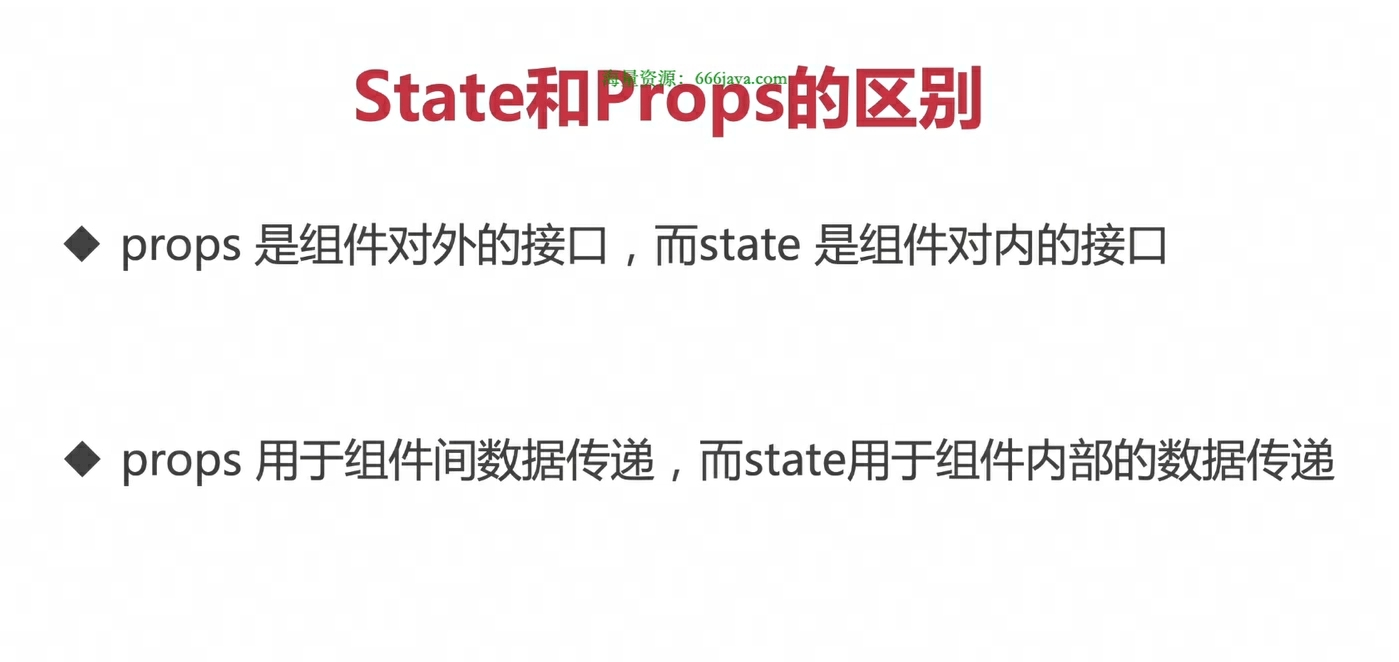 海量资源：666java.com
State和Props的区别
◆ props 是组件对外的接口，而state 是组件对内的接口
◆ props 用于组件间数据传递，而state用于组件内部的数据传递